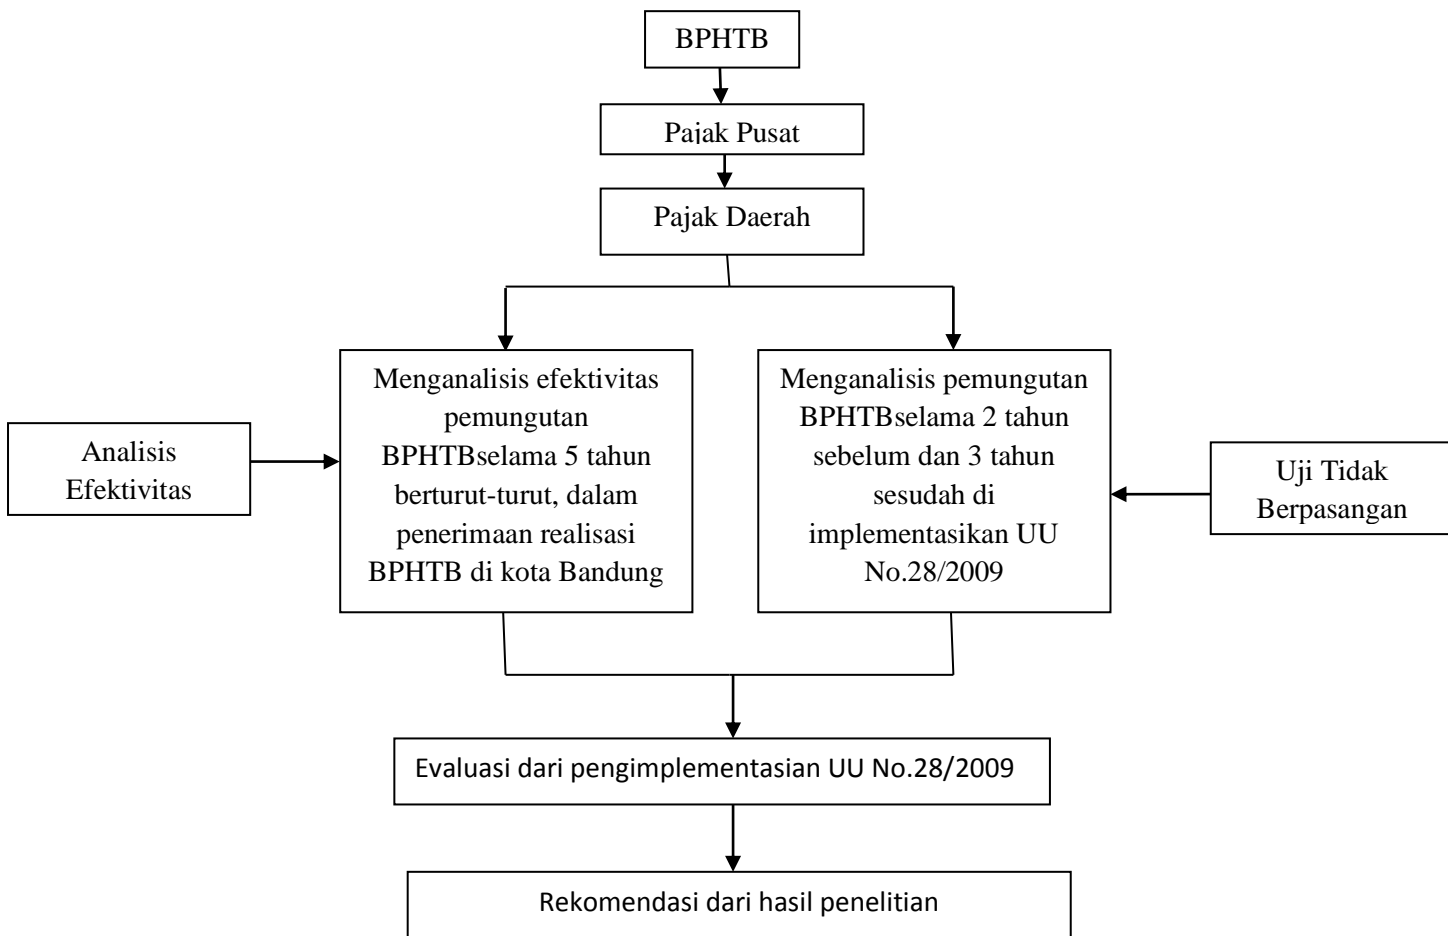 BPHTB
Pajak Pusat
Pajak Daerah
Menganalisis efektivitas
pemungutan
BPHTBselama 5 tahun
berturut-turut, dalam
penerimaan realisasi
BPHTB di kota Bandung
Menganalisis pemungutan
BPHTBselama 2 tahun
sebelum dan 3 tahun
sesudah di
implementasikan UU
No.28/2009
Analisis
Efektivitas
Uji Tidak
Berpasangan
Evaluasi dari pengimplementasian UU No.28/2009
Rekomendasi dari hasil penelitian